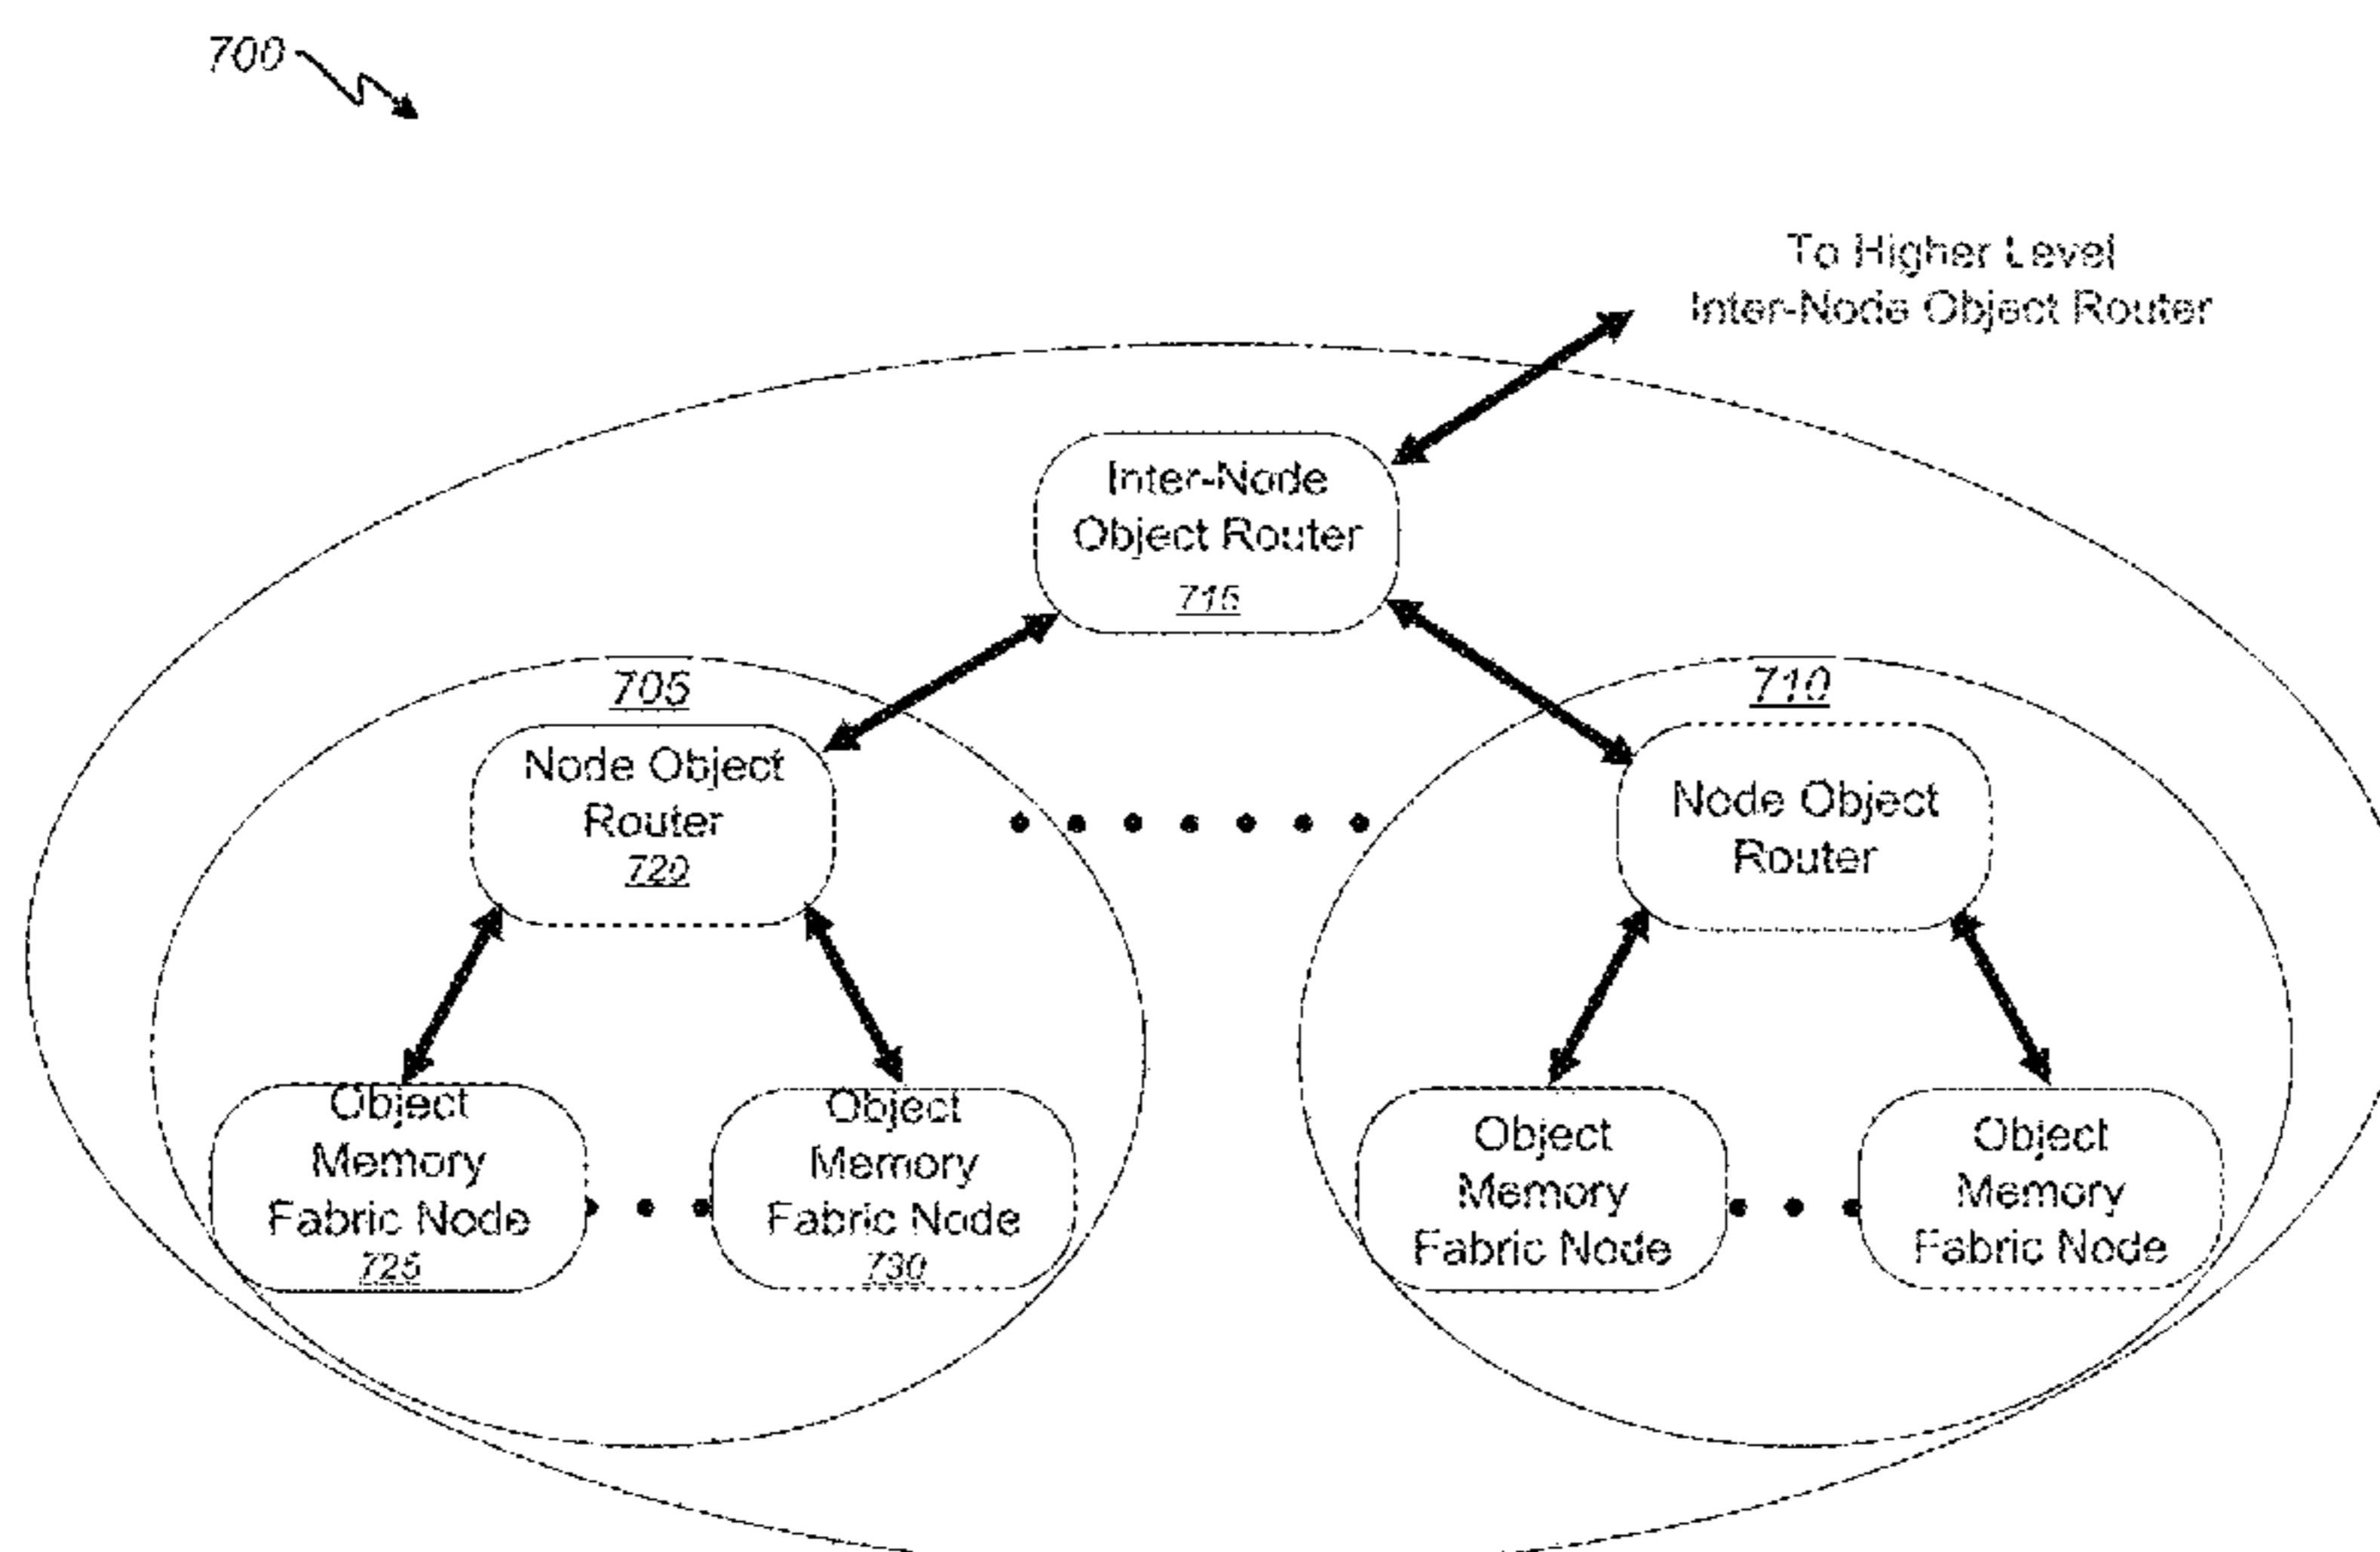 700
To Higher Level
Inter-Node Object Router
Inter-Node
Object Router
715
705
Node Object
Router
720
710
Node Object
Router
Object
Memory
Fabric Node
725
Object
Memory
Fabric Node
730
Object
Memory
Fabric Node
Object
Memory
Fabric Node